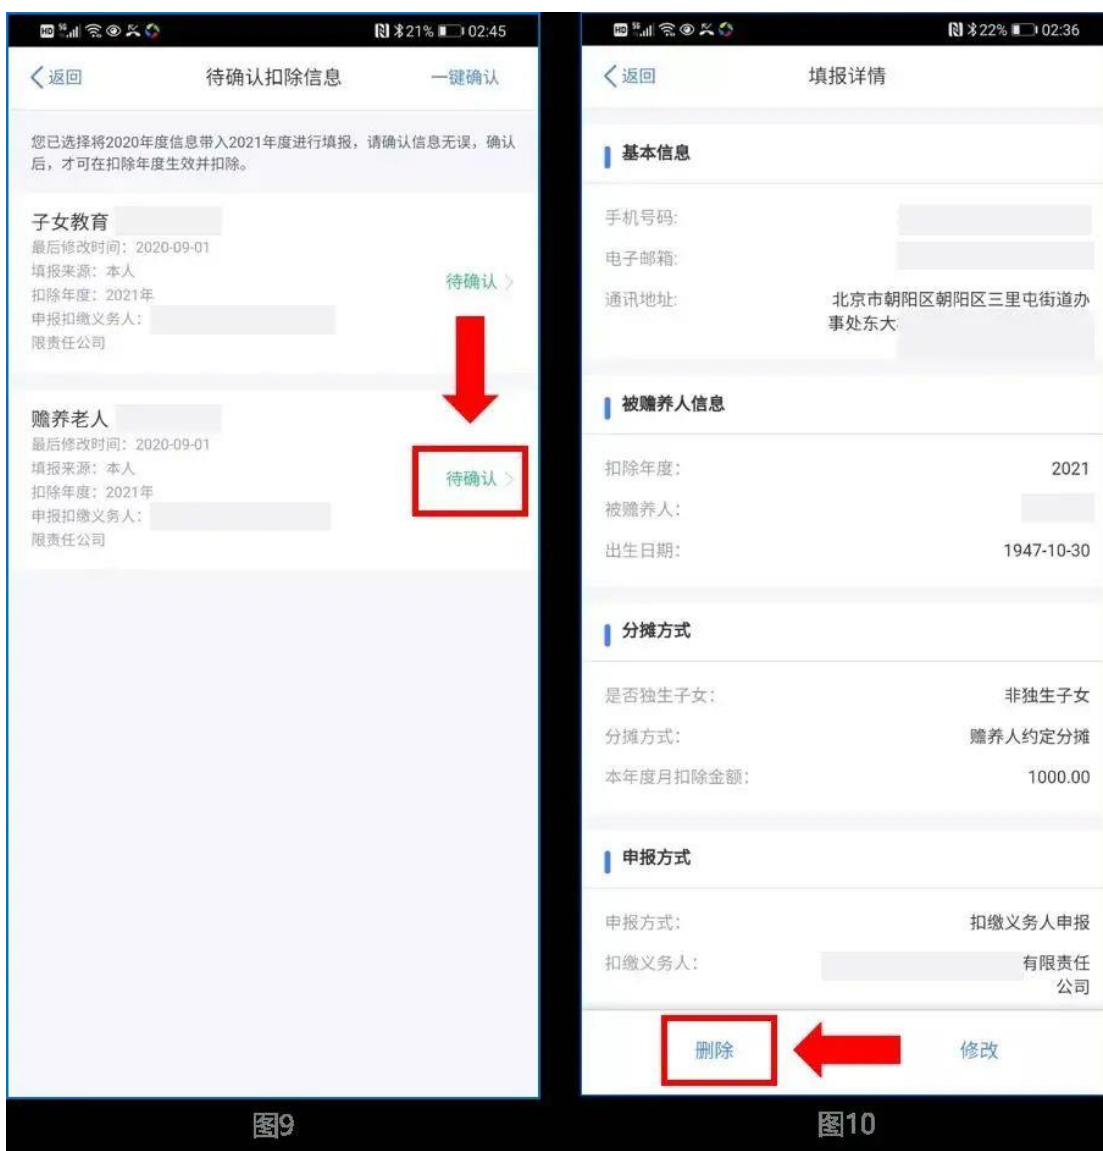 HD 5G 21% 02:45
返回 待确认扣除信息 一键确认
您已选择将2020年度信息带入2021年度进行填报，请确认信息无误，确认
后，才可在扣除年度生效并扣除。
子女教育
最后修改时间：2020-09-01
填报来源：本人
待确认
扣除年度：2021年
申报扣缴义务人：
限责任公司
赡养老人
最后修改时间：2020-09-01
填报来源：本人
待确认
扣除年度：2021年
申报扣缴义务人：
限责任公司
图9
HD 5G 22% 02:36
返回 填报详情
基本信息
手机号码:
电子邮箱:
通讯地址: 北京市朝阳区朝阳区三里屯街道办
事处东大
被赡养人信息
扣除年度： 2021
被赡养人：
出生日期： 1947-10-30
分摊方式
是否独生子女： 非独生子女
分摊方式： 赡养人约定分摊
本年度月扣除金额： 1000.00
申报方式
申报方式： 扣缴义务人申报
扣缴义务人： 有限责任
公司
删除 修改
图10